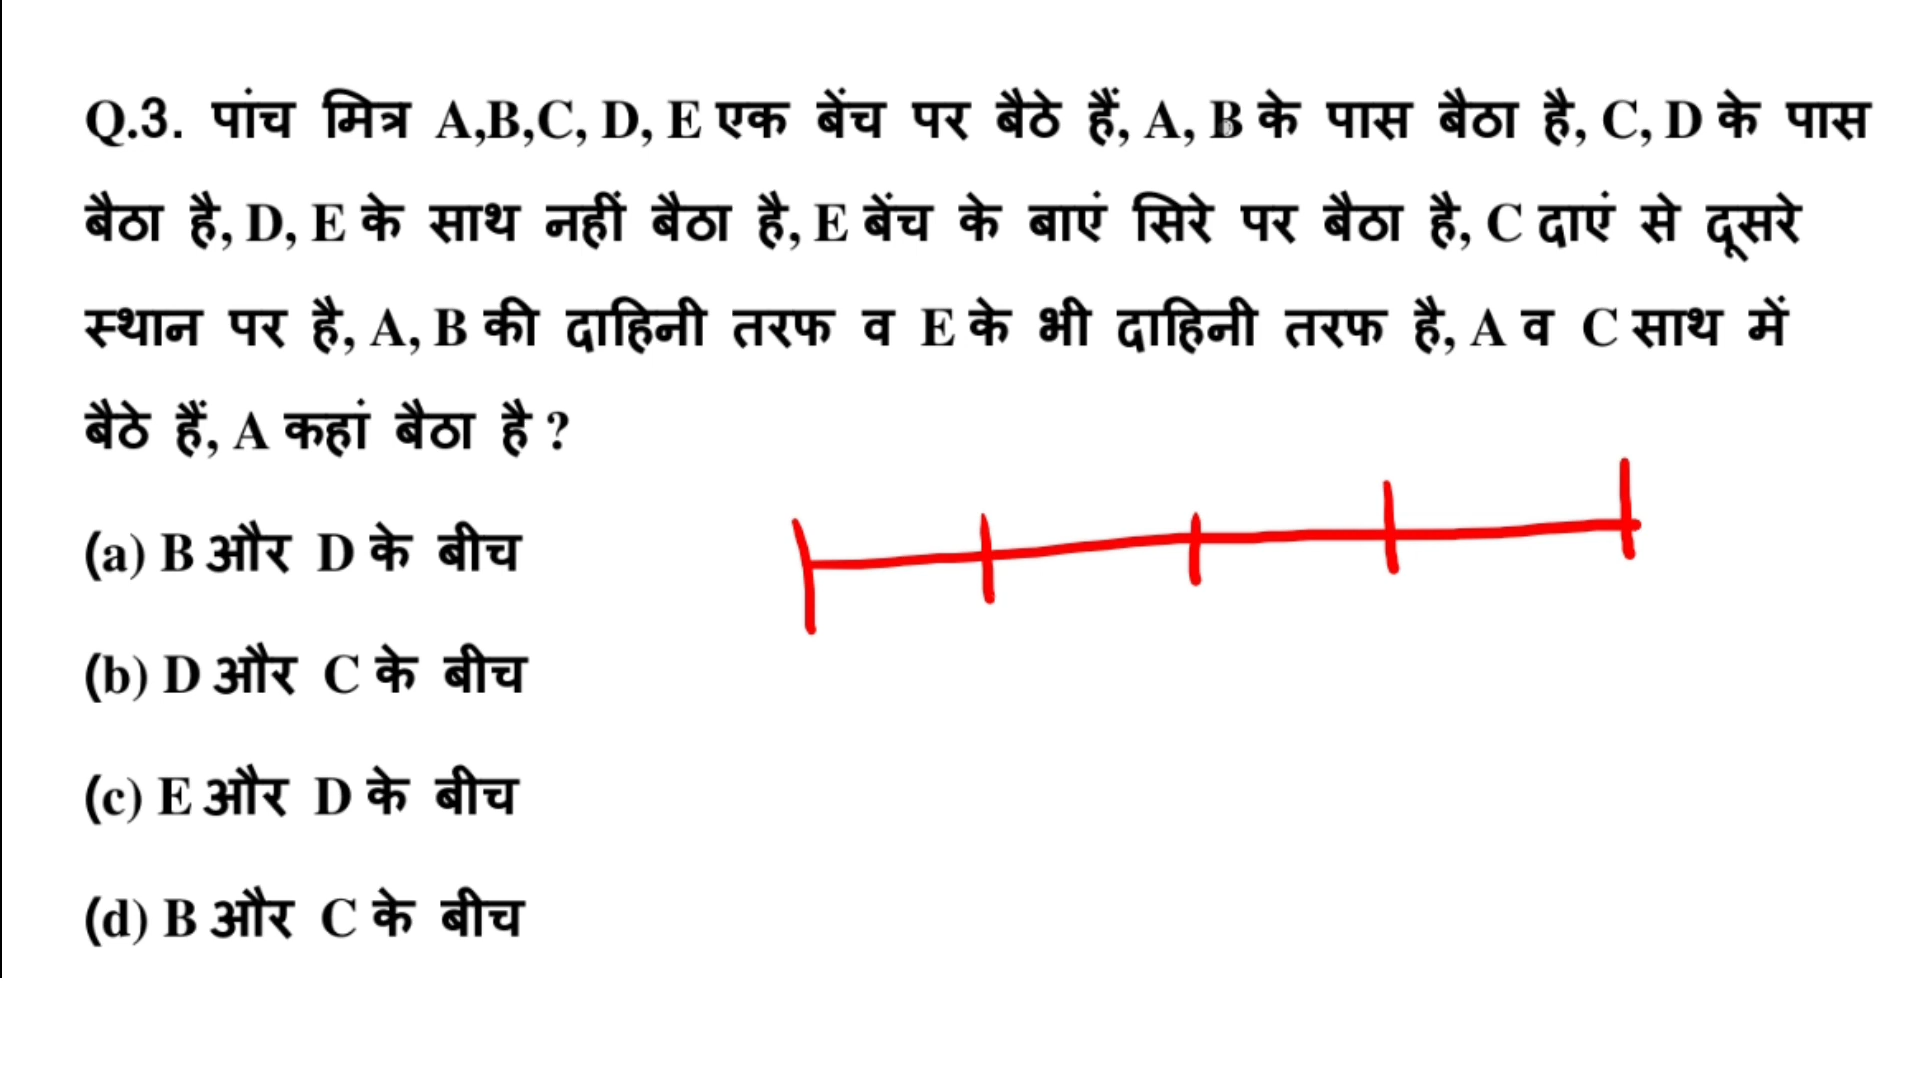 Q.3. पांच मित्र A,B,C, D, E एक बेंच पर बैठे हैं, A, B के पास बैठा है, C, D के पास
बैठा है, D, E के साथ नहीं बैठा है, E बेंच के बाएं सिरे पर बैठा है, C दाएं से दूसरे
स्थान पर है, A, B की दाहिनी तरफ व E के भी दाहिनी तरफ है, A व C साथ में
बैठे हैं, A कहां बैठा है ?
(a) B और D के बीच
(b) D और C के बीच
(c) E और D के बीच
(d) B और C के बीच